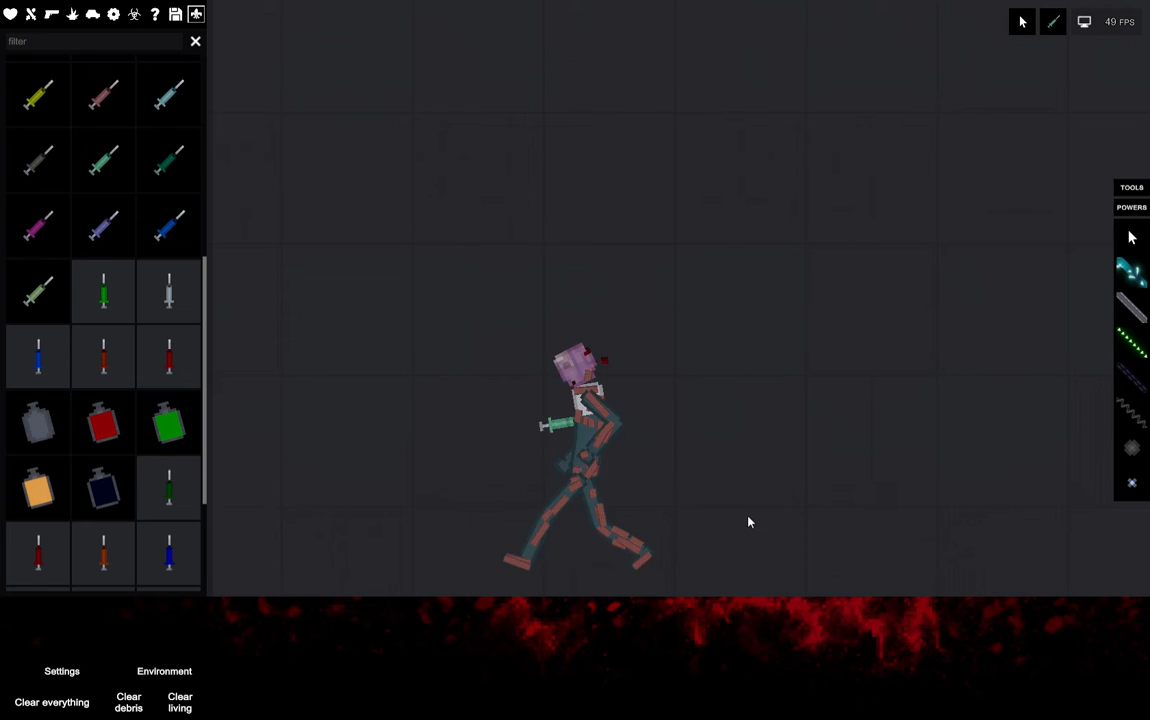 filter
49 FPS
TOOLS
POWERS
Settings
Environment
Clear everything
Clear
debris
Clear
living